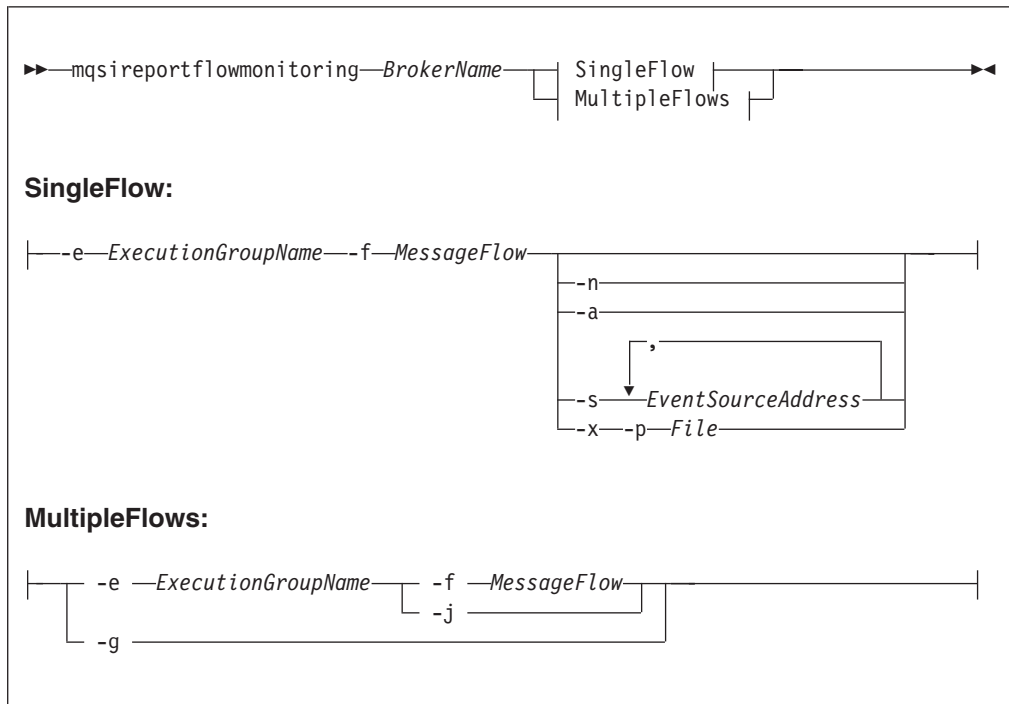 mqsireportflowmonitoring BrokerName SingleFlow
MultipleFlows
SingleFlow:
-e ExecutionGroupName -f MessageFlow
-n
-a
,
-s EventSourceAddress
-x -p File
MultipleFlows:
-e ExecutionGroupName -f MessageFlow
-j
-g